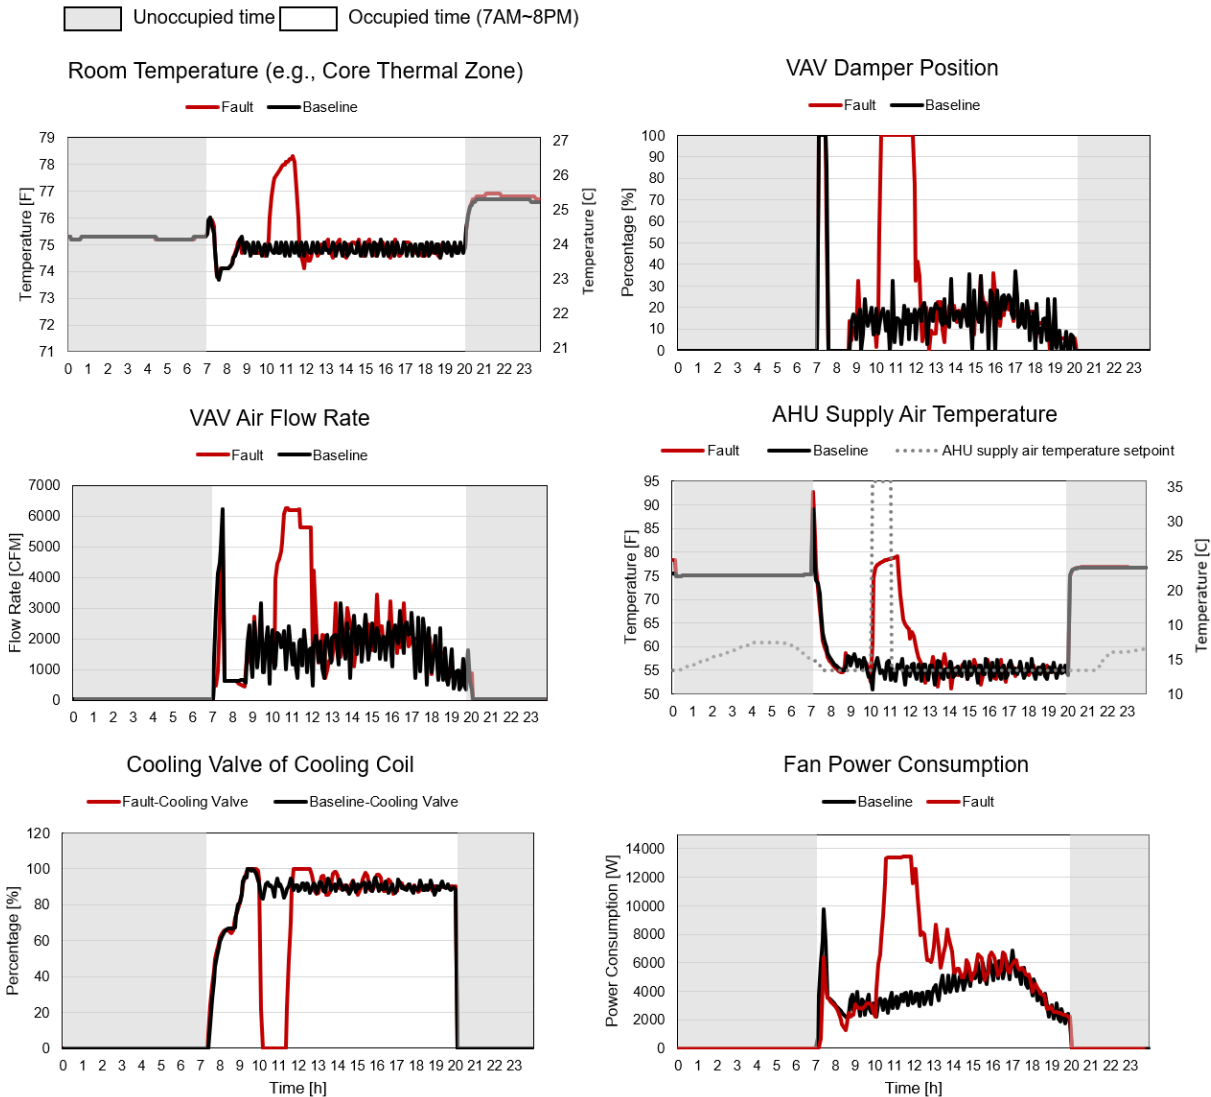 Unoccupied time Occupied time (7AM~8PM)
Room Temperature (e.g., Core Thermal Zone)
Fault Baseline
Temperature [F]
79
78
77
76
75
74
73
72
71
27
26
25
24
23
22
21
Temperature [C]
0 1 2 3 4 5 6 7 8 9 10 11 12 13 14 15 16 17 18 19 20 21 22 23
VAV Damper Position
Fault Baseline
Percentage [%]
100
90
80
70
60
50
40
30
20
10
0
0 1 2 3 4 5 6 7 8 9 10 11 12 13 14 15 16 17 18 19 20 21 22 23
VAV Air Flow Rate
Fault Baseline
Flow Rate [CFM]
7000
6000
5000
4000
3000
2000
1000
0
0 1 2 3 4 5 6 7 8 9 10 11 12 13 14 15 16 17 18 19 20 21 22 23
AHU Supply Air Temperature
Fault Baseline AHU supply air temperature setpoint
Temperature [F]
95
90
85
80
75
70
65
60
55
50
35
30
25
20
10
15
10
Temperature [C]
0 1 2 3 4 5 6 7 8 9 10 11 12 13 14 15 16 17 18 19 20 21 22 23
Cooling Valve of Cooling Coil
Fault-Cooling Valve Baseline-Cooling Valve
Percentage [%]
120
100
80
60
40
20
0
0 1 2 3 4 5 6 7 8 9 10 11 12 13 14 15 16 17 18 19 20 21 22 23
Time [h]
Fan Power Consumption
Baseline Fault
Power Consumption [W]
14000
12000
10000
8000
6000
4000
2000
0
0 1 2 3 4 5 6 7 8 9 10 11 12 13 14 15 16 17 18 19 20 21 22 23
Time [h]